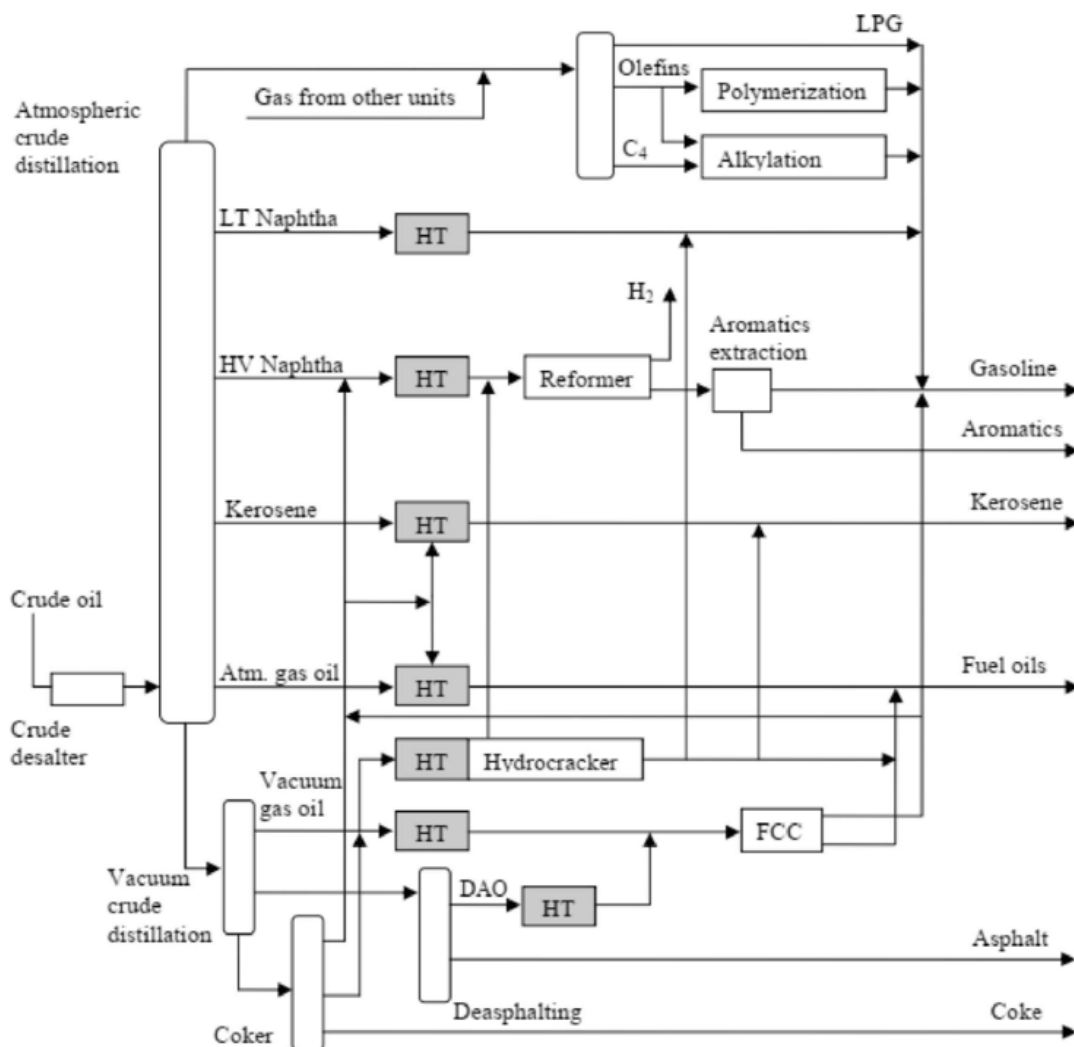 LPG
Olefins
Polymerization
Gas from other units
Atmospheric
crude
distillation
C4
Alkylation
LT Naphtha
HT
H2
Aromatics
extraction
HV Naphtha
HT
Reformer
Gasoline
Aromatics
Kerosene
HT
Kerosene
Crude oil
Atm. gas oil
HT
Fuel oils
Crude
desalter
HT
Hydrocracker
Vacuum
gas oil
HT
FCC
Vacuum
crude
distillation
DAO
HT
Asphalt
Deasphalting
Coke
Coker